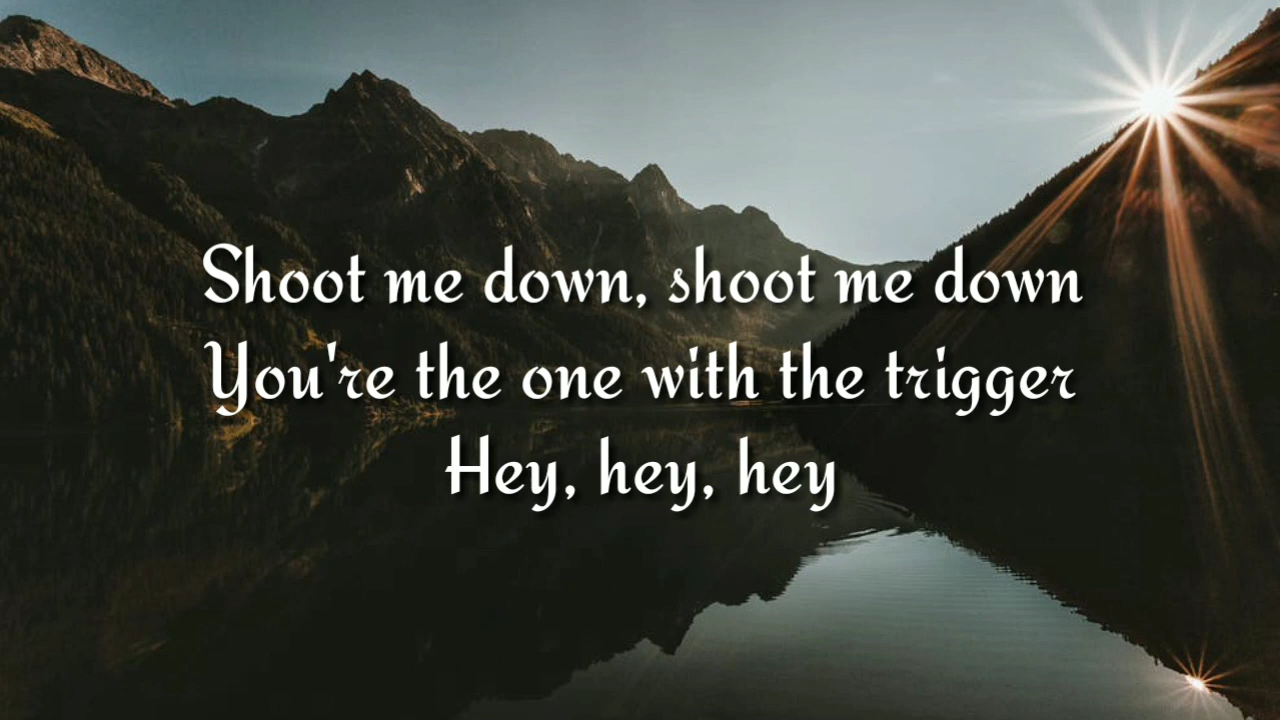 Shoot me down, shoot me down
You're the one with the trigger
Hey, hey, hey